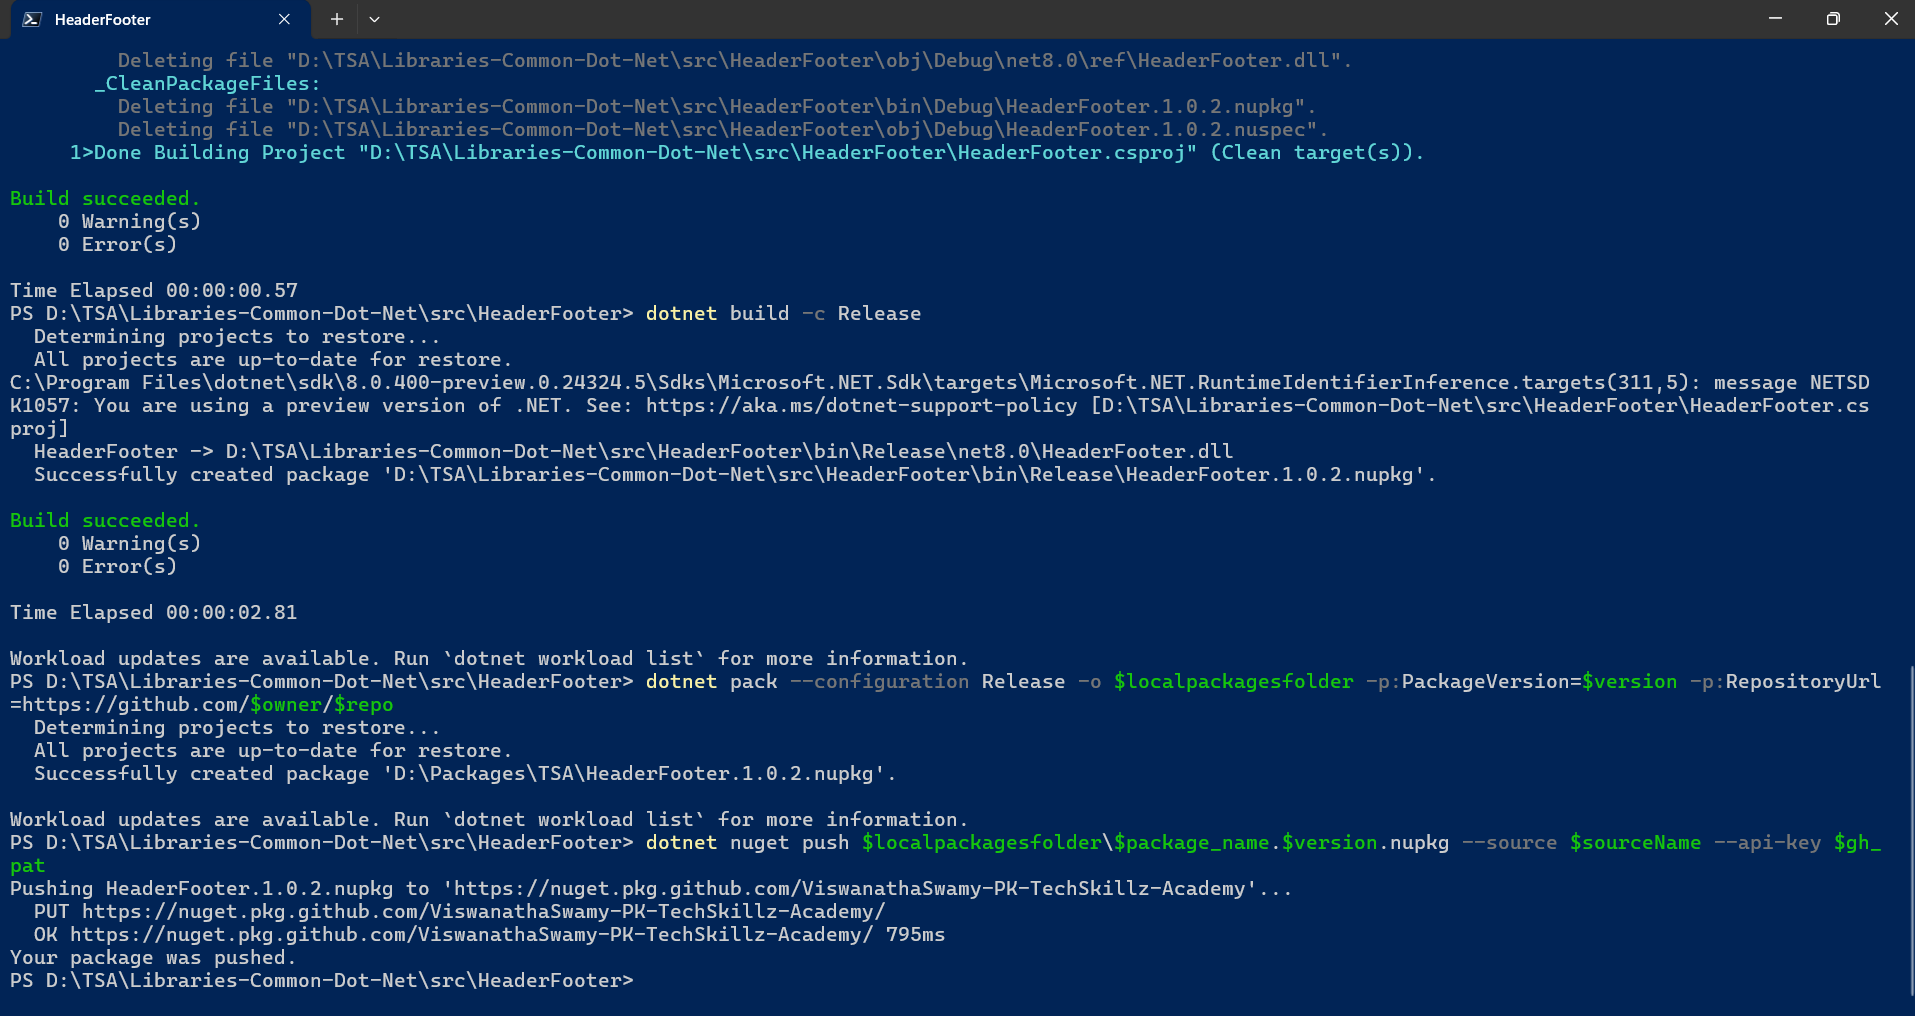 HeaderFooter
Deleting file "D:\TSA\Libraries-Common-Dot-Net\src\HeaderFooter\obj\Debug\net8.0\ref\HeaderFooter.dll".
_CleanPackageFiles:
Deleting file "D:\TSA\Libraries-Common-Dot-Net\src\HeaderFooter\bin\Debug\HeaderFooter.1.0.2.nupkg".
Deleting file "D:\TSA\Libraries-Common-Dot-Net\src\HeaderFooter\obj\Debug\HeaderFooter.1.0.2.nuspec".
1>Done Building Project "D:\TSA\Libraries-Common-Dot-Net\src\HeaderFooter\HeaderFooter.csproj" (Clean target(s)).
Build succeeded.
0 Warning(s)
0 Error(s)
Time Elapsed 00:00:00.57
PS D:\TSA\Libraries-Common-Dot-Net\src\HeaderFooter> dotnet build -c Release
Determining projects to restore...
All projects are up-to-date for restore.
C:\Program Files\dotnet\sdk\8.0.400-preview.0.24324.5\Sdks\Microsoft.NET.Sdk\targets\Microsoft.NET.RuntimeIdentifierInference.targets(311,5): message NETSD
K1057: You are using a preview version of .NET. See: https://aka.ms/dotnet-support-policy [D:\TSA\Libraries-Common-Dot-Net\src\HeaderFooter\HeaderFooter.cs
proj]
HeaderFooter -> D:\TSA\Libraries-Common-Dot-Net\src\HeaderFooter\bin\Release\net8.0\HeaderFooter.dll
Successfully created package 'D:\TSA\Libraries-Common-Dot-Net\src\HeaderFooter\bin\Release\HeaderFooter.1.0.2.nupkg'.
Build succeeded.
0 Warning(s)
0 Error(s)
Time Elapsed 00:00:02.81
Workload updates are available. Run `dotnet workload list` for more information.
PS D:\TSA\Libraries-Common-Dot-Net\src\HeaderFooter> dotnet pack --configuration Release -o $localpackagesfolder -p:PackageVersion=$version -p:RepositoryUrl
=https://github.com/$owner/$repo
Determining projects to restore...
All projects are up-to-date for restore.
Successfully created package 'D:\Packages\TSA\HeaderFooter.1.0.2.nupkg'.
Workload updates are available. Run `dotnet workload list` for more information.
PS D:\TSA\Libraries-Common-Dot-Net\src\HeaderFooter> dotnet nuget push $localpackagesfolder\$package_name.$version.nupkg --source $sourceName --api-key $gh_
pat
Pushing HeaderFooter.1.0.2.nupkg to 'https://nuget.pkg.github.com/ViswanathaSwamy-PK-TechSkillz-Academy'...
PUT https://nuget.pkg.github.com/ViswanathaSwamy-PK-TechSkillz-Academy/
OK https://nuget.pkg.github.com/ViswanathaSwamy-PK-TechSkillz-Academy/ 795ms
Your package was pushed.
PS D:\TSA\Libraries-Common-Dot-Net\src\HeaderFooter>